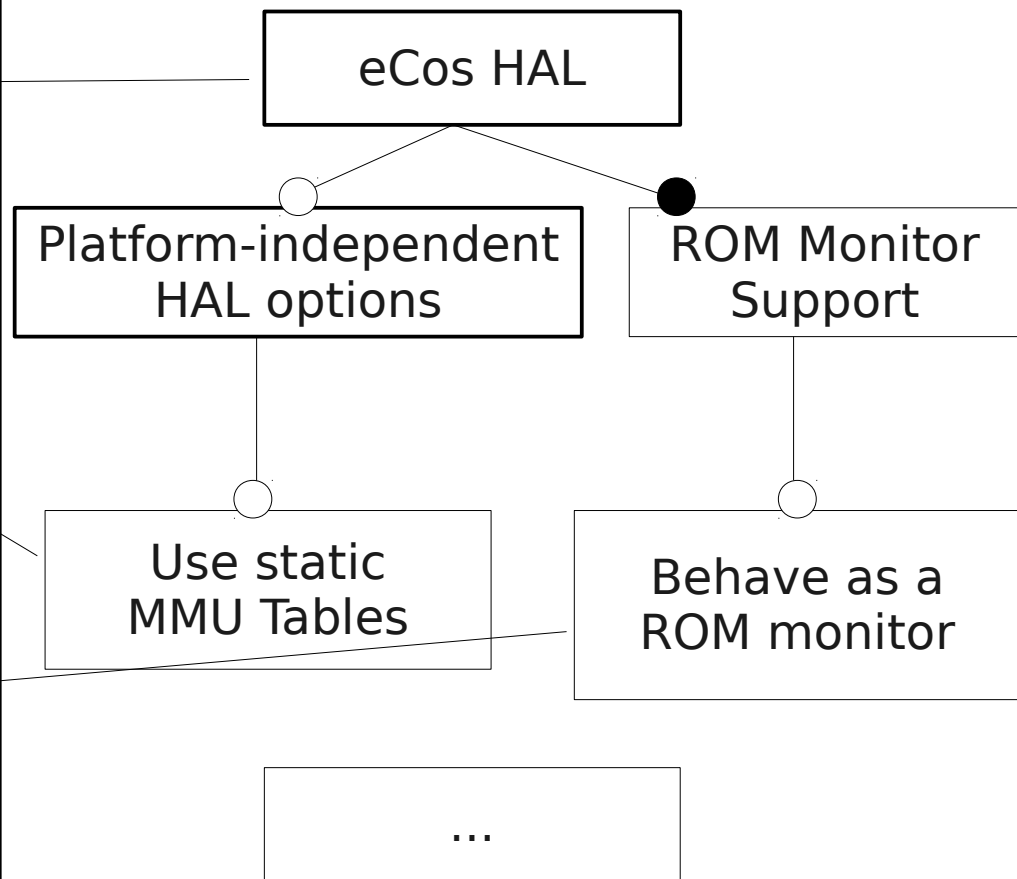 eCos HAL
Platform-independent
HAL options
ROM Monitor
Support
Use static
MMU Tables
Behave as a
ROM monitor
...